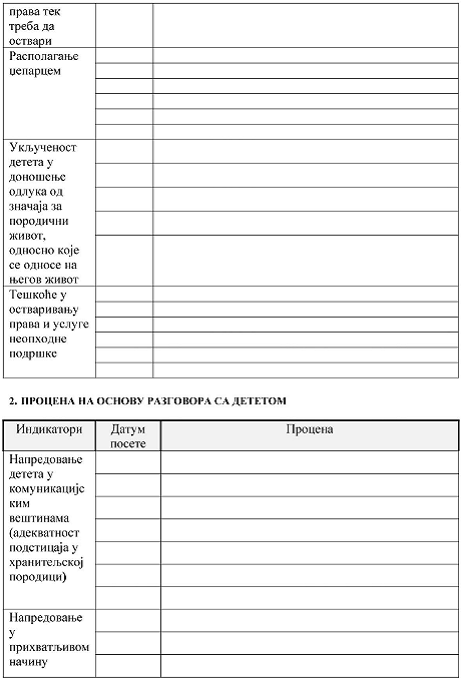 права тек
треба да
оствари
Располагање
џепарцем
Укљученост
детета у
доношење
одлука од
значаја за
породични
живот,
односно које
се односе на
његов живот
Тешкоће у
остваривању
права и услуге
неопходне
подршке
2. ПРОЦЕНА НА ОСНОВУ РАЗГОВОРА СА ДЕТЕТОМ
Индикатори Датум Процена
посете
Напредовање
детета у
комуникацијс
ким
вештинама
(адекватност
подстицаја у
хранитељској
породици)
Напредовање
у
прихватљивом
начину